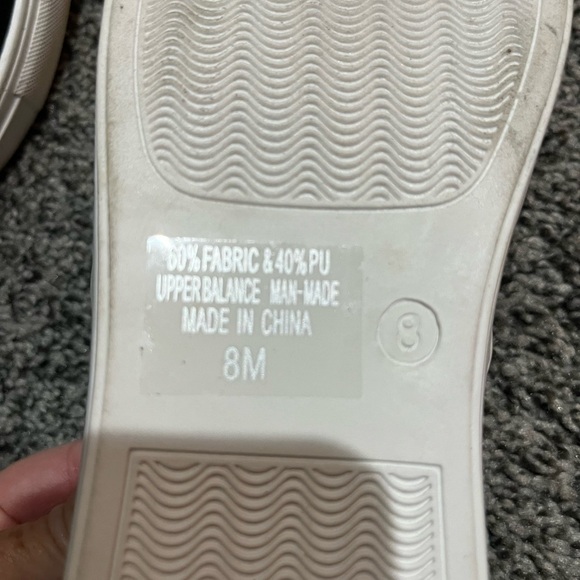 60% FABRIC & 40% PU
UPPER BALANCE MAN-MADE
MADE IN CHINA
8M
8